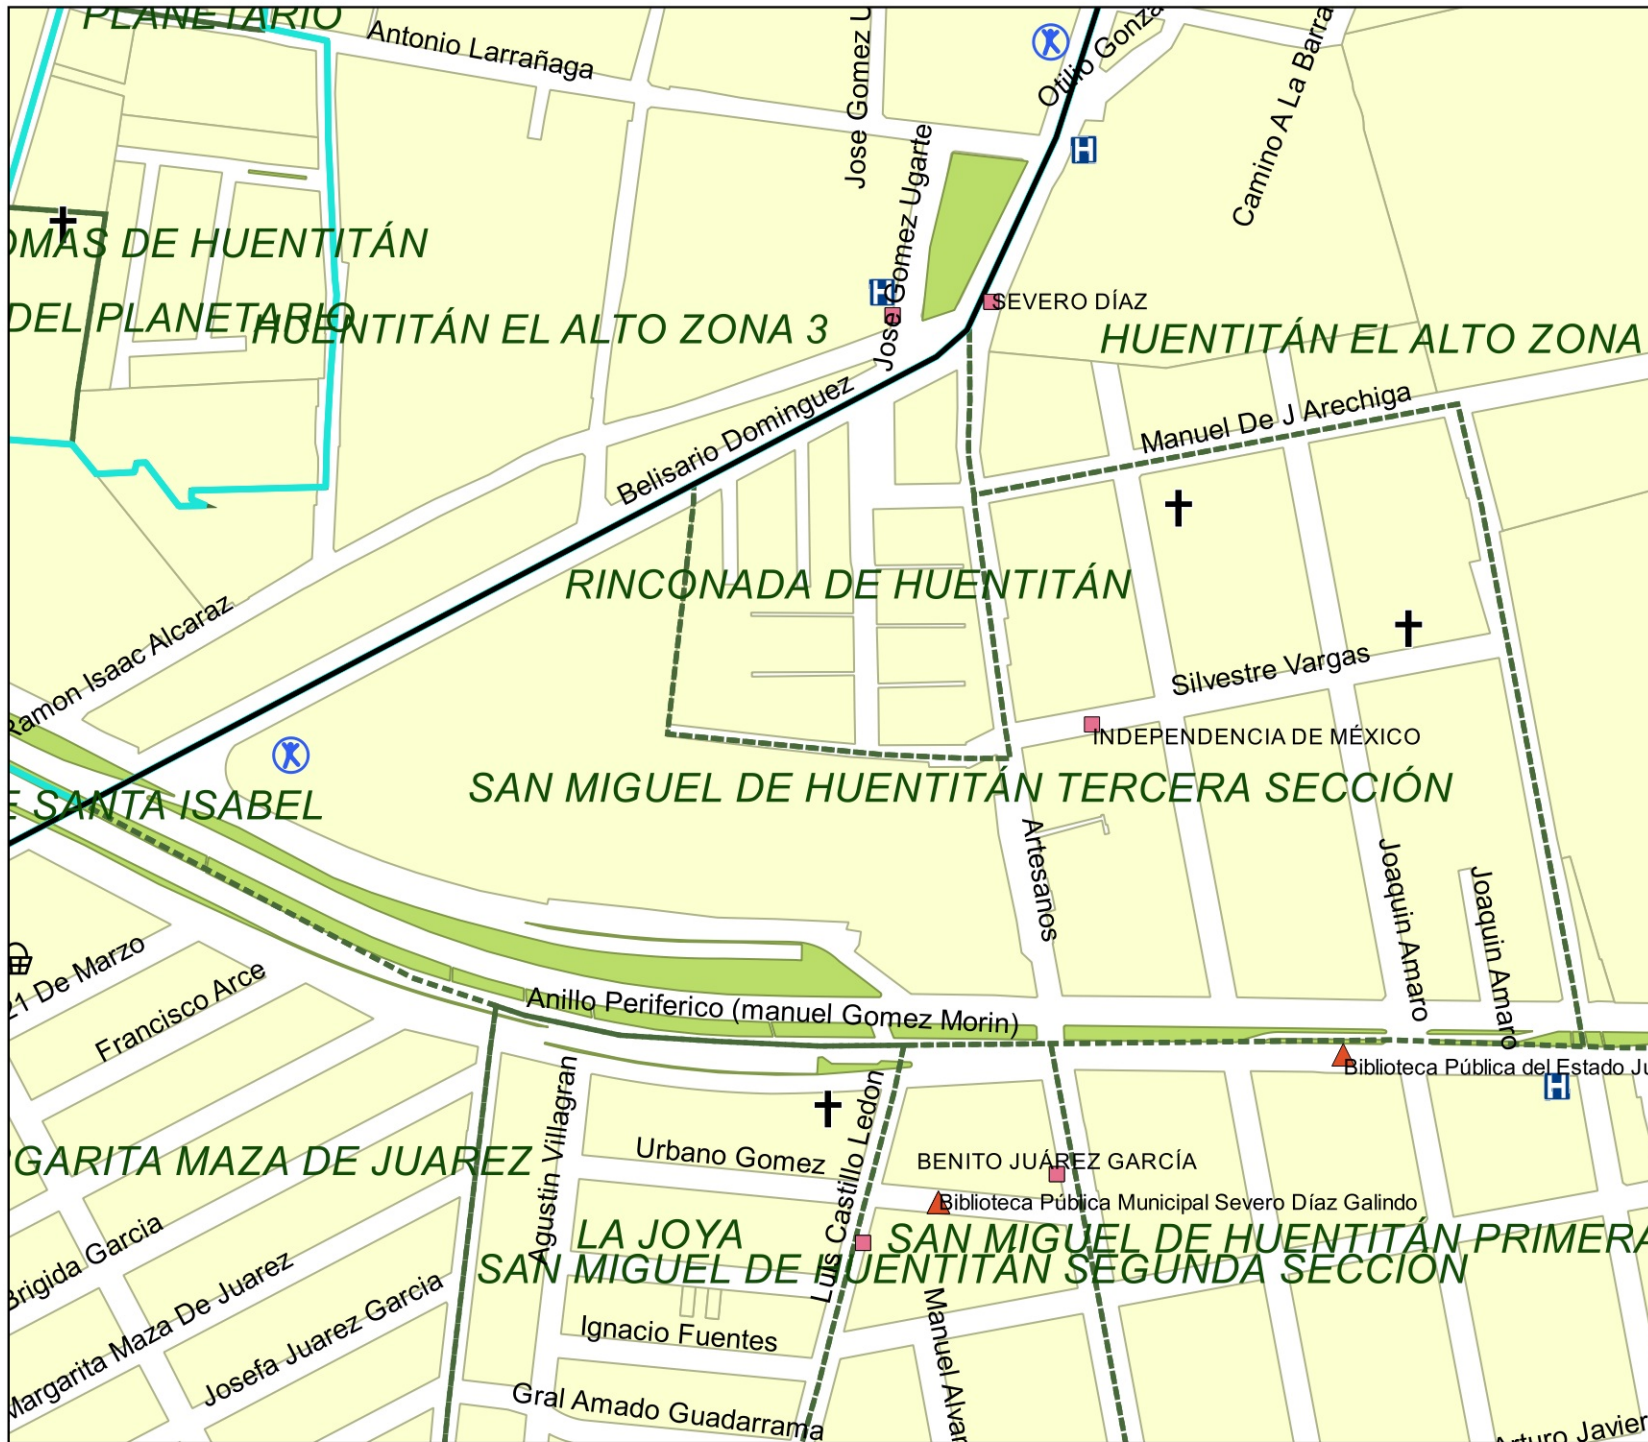 PLANETARIO
Antonio Larrañaga
Jose Gomez U
Otilio Gonza
Camino A La Barra
Jose Gomez Ugarte
OMAS DE HUENTITÁN
DEL PLANETARIO
HUENTITÁN EL ALTO ZONA 3
H
H
SEVERO DÍAZ
HUENTITÁN EL ALTO ZONA
Manuel De J Arechiga
Belisario Dominguez
RINCONADA DE HUENTITÁN
Ramon Isaac Alcaraz
Silvestre Vargas
INDEPENDENCIA DE MÉXICO
SAN MIGUEL DE HUENTITÁN TERCERA SECCIÓN
E SANTA ISABEL
Artesanos
Joaquin Amaro
Joaquin Amaro
21 De Marzo
Francisco Arce
Anillo Periferico (manuel Gomez Morin)
Biblioteca Pública del Estado Ju
H
Agustin Villagran
Luis Castillo Ledon
Urbano Gomez
BENITO JUÁREZ GARCÍA
RGARITA MAZA DE JUAREZ
Biblioteca Pública Municipal Severo Díaz Galindo
LA JOYA
SAN MIGUEL DE HUENTITÁN PRIMERA
SAN MIGUEL DE HUENTITÁN SEGUNDA SECCIÓN
Brigida Garcia
Margarita Maza De Juarez
Josefa Juarez Garcia
Ignacio Fuentes
Manuel Alvar
Gral Amado Guadarrama
Arturo Javier